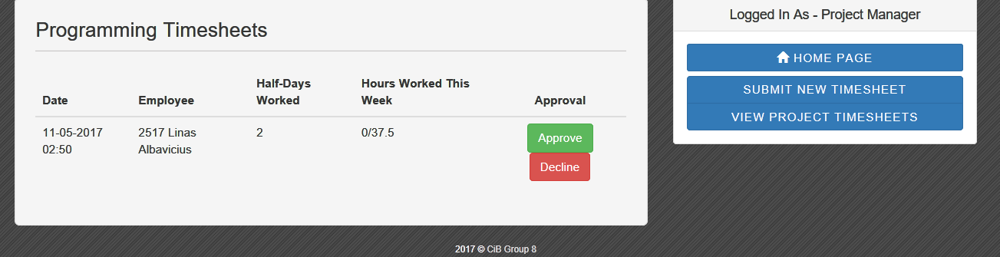 Programming Timesheets
Half-Days Hours Worked This
Date Employee Worked Week Approval
11-05-2017 2517 Linas 2 0/37.5 Approve
02:50 Albavicius
Decline
Logged In As - Project Manager
HOME PAGE
SUBMIT NEW TIMESHEET
VIEW PROJECT TIMESHEETS
2017 © CiB Group 8